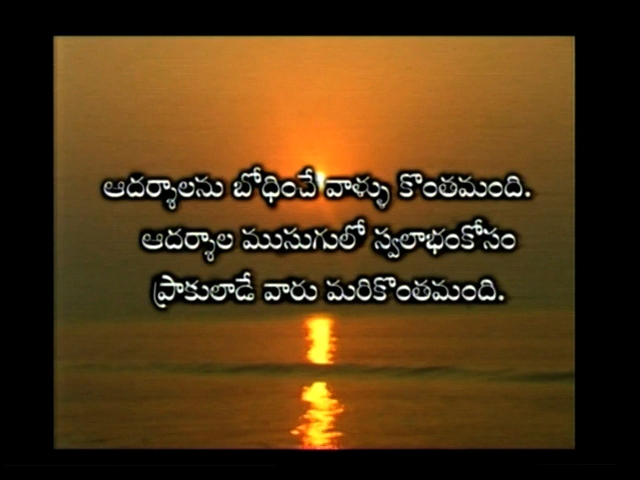 ఆదర్శాలను బోధించే వాళ్ళు కొంతమంది.
ఆదర్శాల ముసుగులో స్వలాభంకోసం
ప్రాకులాడే వారు మరికొంతమంది.